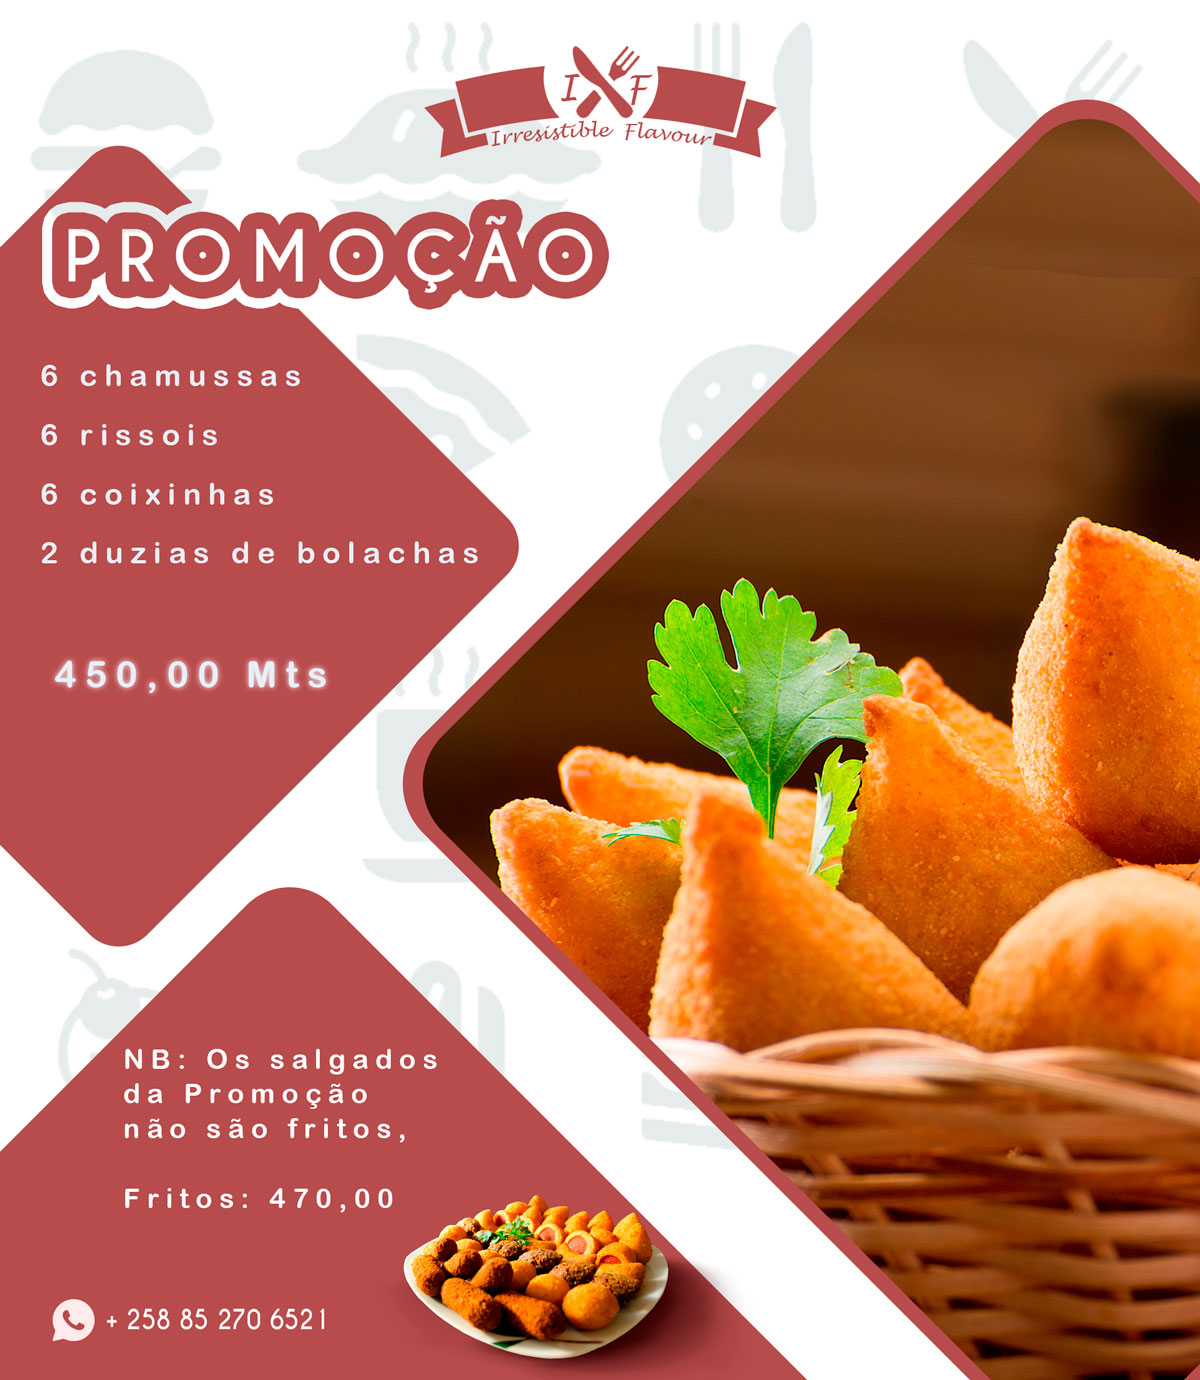 I F
Irresistible Flavour
PROMOÇÃO
6 chamussas
6 rissois
6 coixinhas
2 duzias de bolachas
450,00 Mts
NB: Os salgados
da Promoção
não são fritos,
Fritos: 470,00
+ 258 85 270 6521